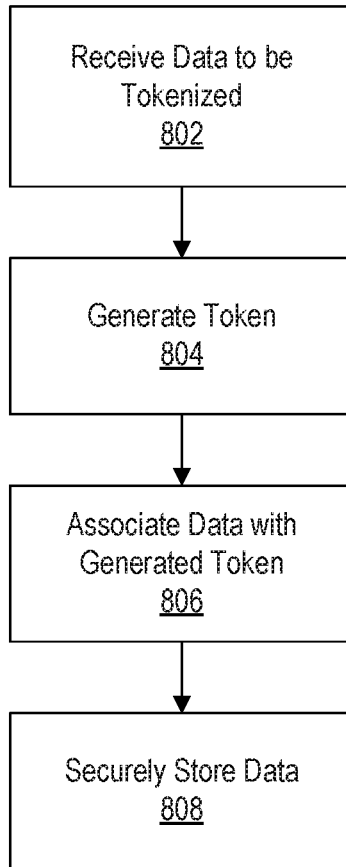 Receive Data to be
Tokenized
802
Generate Token
804
Associate Data with
Generated Token
806
Securely Store Data
808